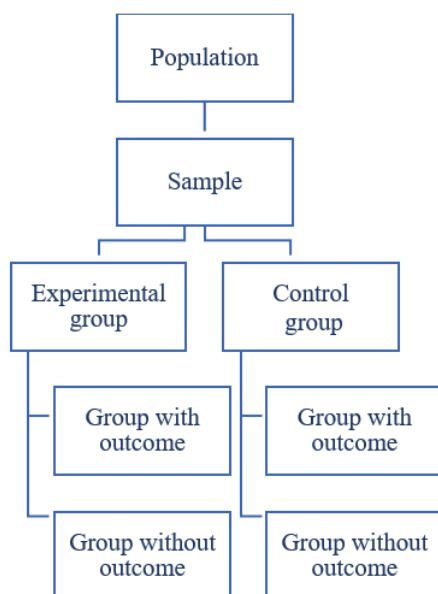 Population
Sample
Experimental
group
Control
group
Group with
outcome
Group with
outcome
Group without
outcome
Group without
outcome